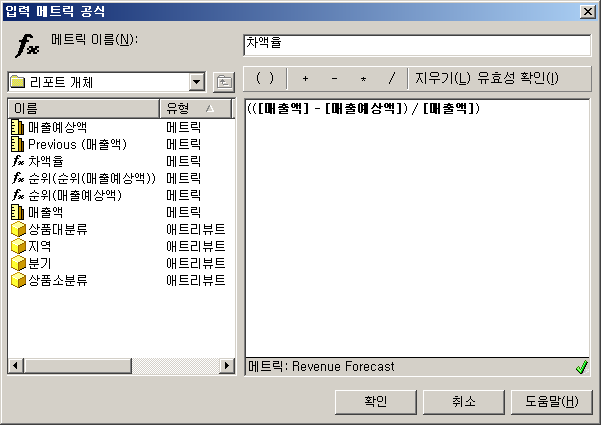 입력 메트릭 공식
메트릭 이름(N):
차액율
리포트 개체
( ) + - * / 지우기(L) 유효성 확인(I)
이름 유형
매출예상액 메트릭
Previous (매출액) 메트릭
차액율 메트릭
순위(순위(매출예상액)) 메트릭
순위(매출예상액) 메트릭
매출액 메트릭
상품대분류 애트리뷰트
지역 애트리뷰트
분기 애트리뷰트
상품소분류 애트리뷰트
(([매출액] - [매출예상액]) / [매출액])
메트릭: Revenue Forecast
확인 취소 도움말(H)